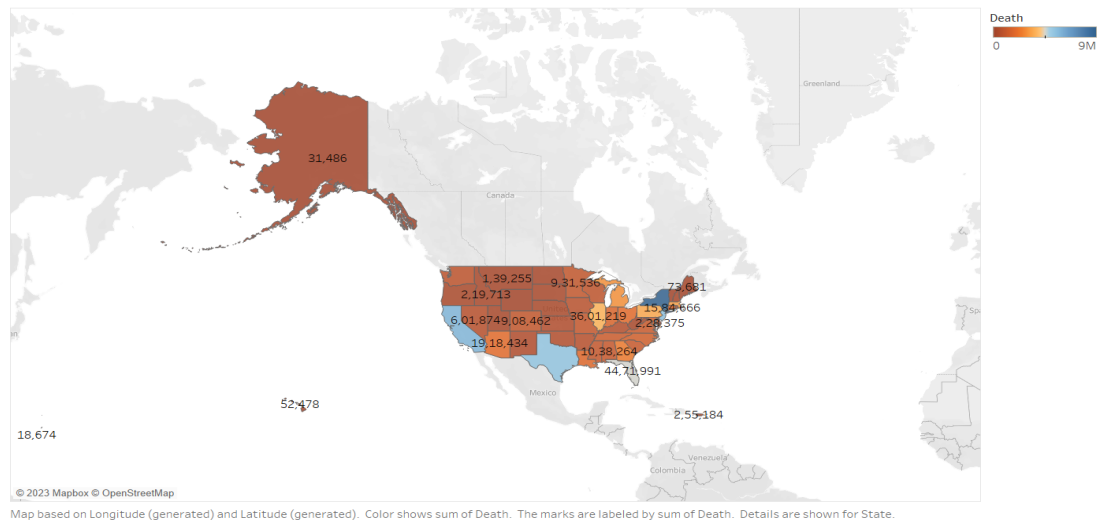 Death
0 9M
Greenland
31,486
Canada
1,39,255
9,31,536
73,681
2,19,713
15,84,666
6,01,874
9,08,462
36,01,219
2,28,375
19,18,434
10,38,264
44,71,991
Mexico
52,478
2,55,184
18,674
Venezuela
Colombia
© 2023 Mapbox © OpenStreetMap
Map based on Longitude (generated) and Latitude (generated). Color shows sum of Death. The marks are labeled by sum of Death. Details are shown for State.